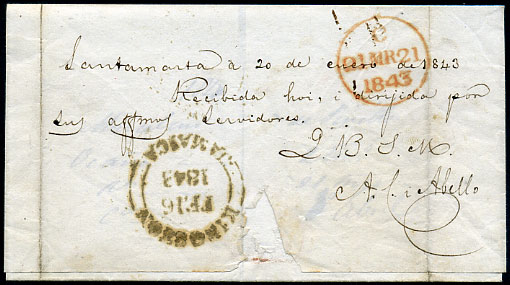 Santamarta à 20 de enero de 1843
Recibida hoi, i dirijida por
sus affmos servidores.
Q. B. S. M.
A. C. i Abello
21 MR 21
1843
KINGSTON
JAMAICA
FE 16
1843